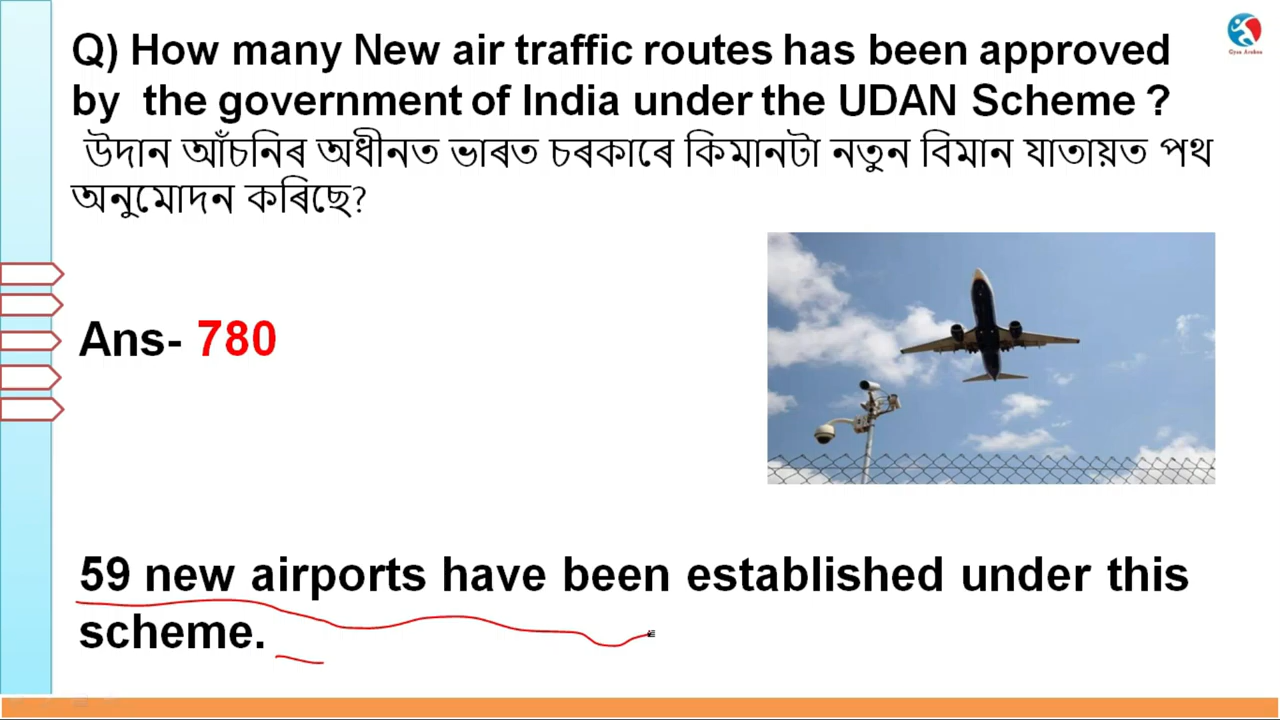 Q) How many New air traffic routes has been approved
by the government of India under the UDAN Scheme ?
উদান আঁচনিৰ অধীনত ভাৰত চৰকাৰে কিমানটা নতুন বিমান যাতায়ত পথ
অনুমোদন কৰিছে?
Ans- 780
59 new airports have been established under this
scheme.